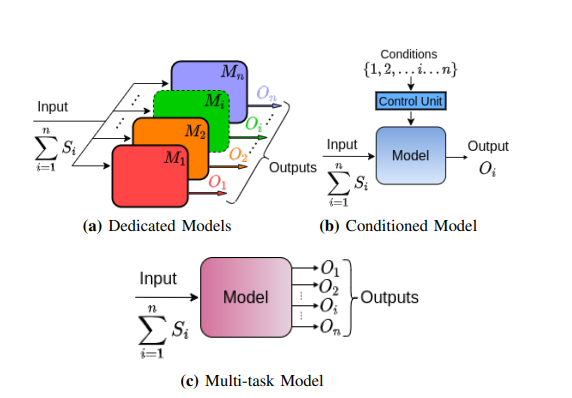 Input
n
∑ Sᵢ
i=1
Mₙ
Mᵢ
M₂
M₁
Oₙ
Oᵢ
O₂
O₁
Outputs
(a) Dedicated Models
Conditions
{1, 2, ...i...n}
Control Unit
Input
n
∑ Sᵢ
i=1
Model
Output
Oᵢ
(b) Conditioned Model
Input
n
∑ Sᵢ
i=1
Model
O₁
O₂
Oᵢ
Oₙ
Outputs
(c) Multi-task Model